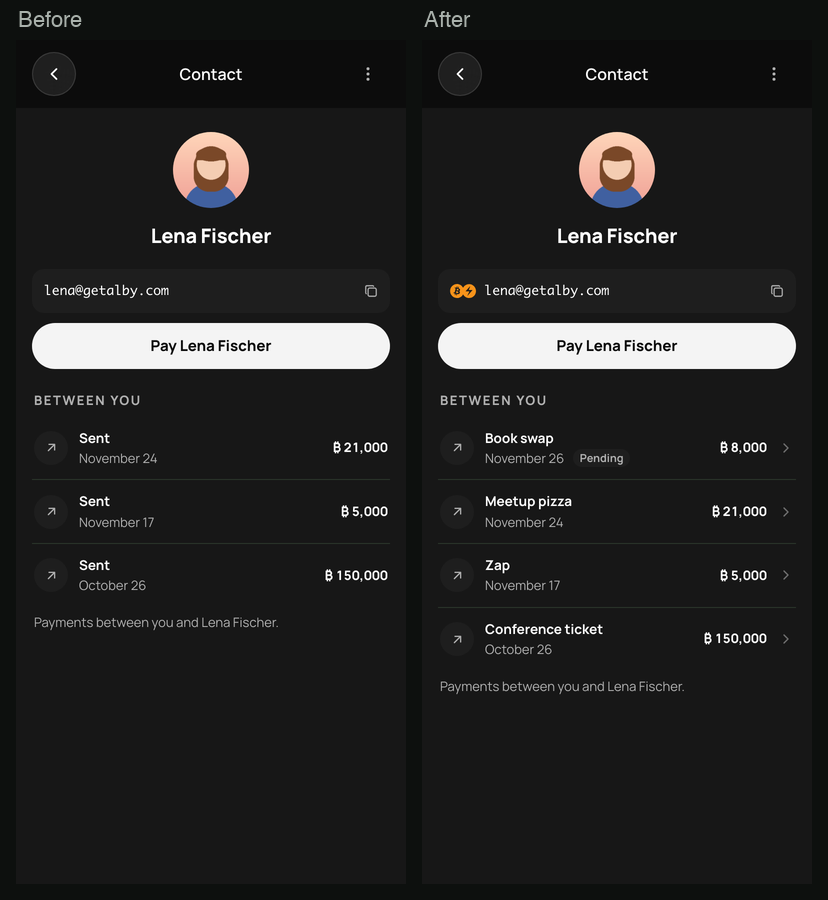 Before
Contact
Lena Fischer
lena@getalby.com
Pay Lena Fischer
BETWEEN YOU
Sent
₿ 21,000
November 24
Sent
₿ 5,000
November 17
Sent
₿ 150,000
October 26
Payments between you and Lena Fischer.
After
Contact
Lena Fischer
lena@getalby.com
Pay Lena Fischer
BETWEEN YOU
Book swap
₿ 8,000
November 26 Pending
Meetup pizza
₿ 21,000
November 24
Zap
₿ 5,000
November 17
Conference ticket
₿ 150,000
October 26
Payments between you and Lena Fischer.